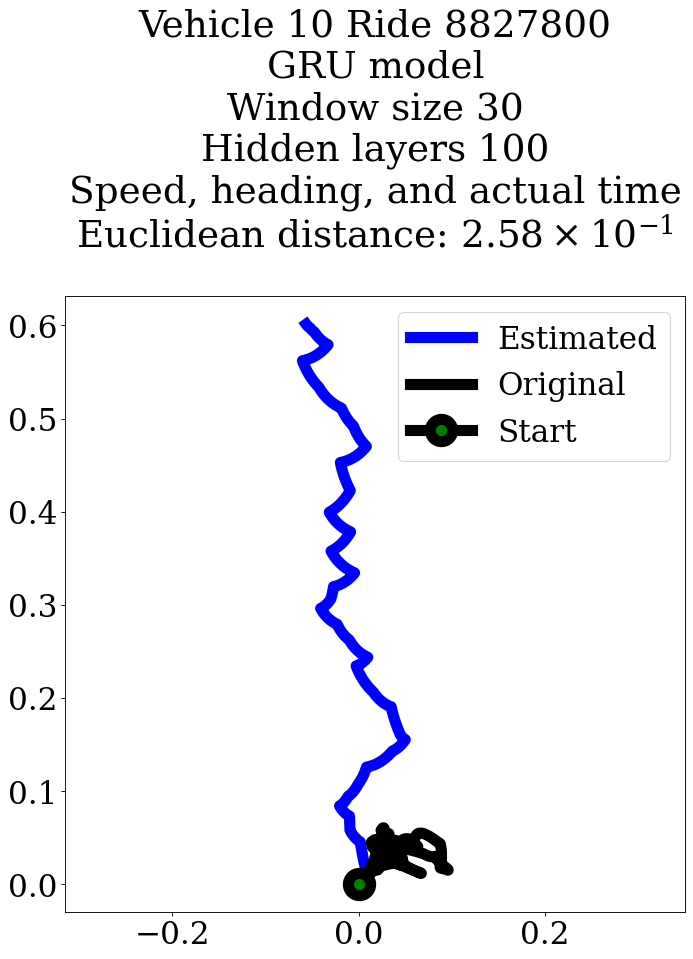 Vehicle 10 Ride 8827800
GRU model
Window size 30
Hidden layers 100
Speed, heading, and actual time
Euclidean distance: 2.58 × 10⁻¹
Estimated
Original
Start
0.6
0.5
0.4
0.3
0.2
0.1
0.0
−0.2 0.0 0.2